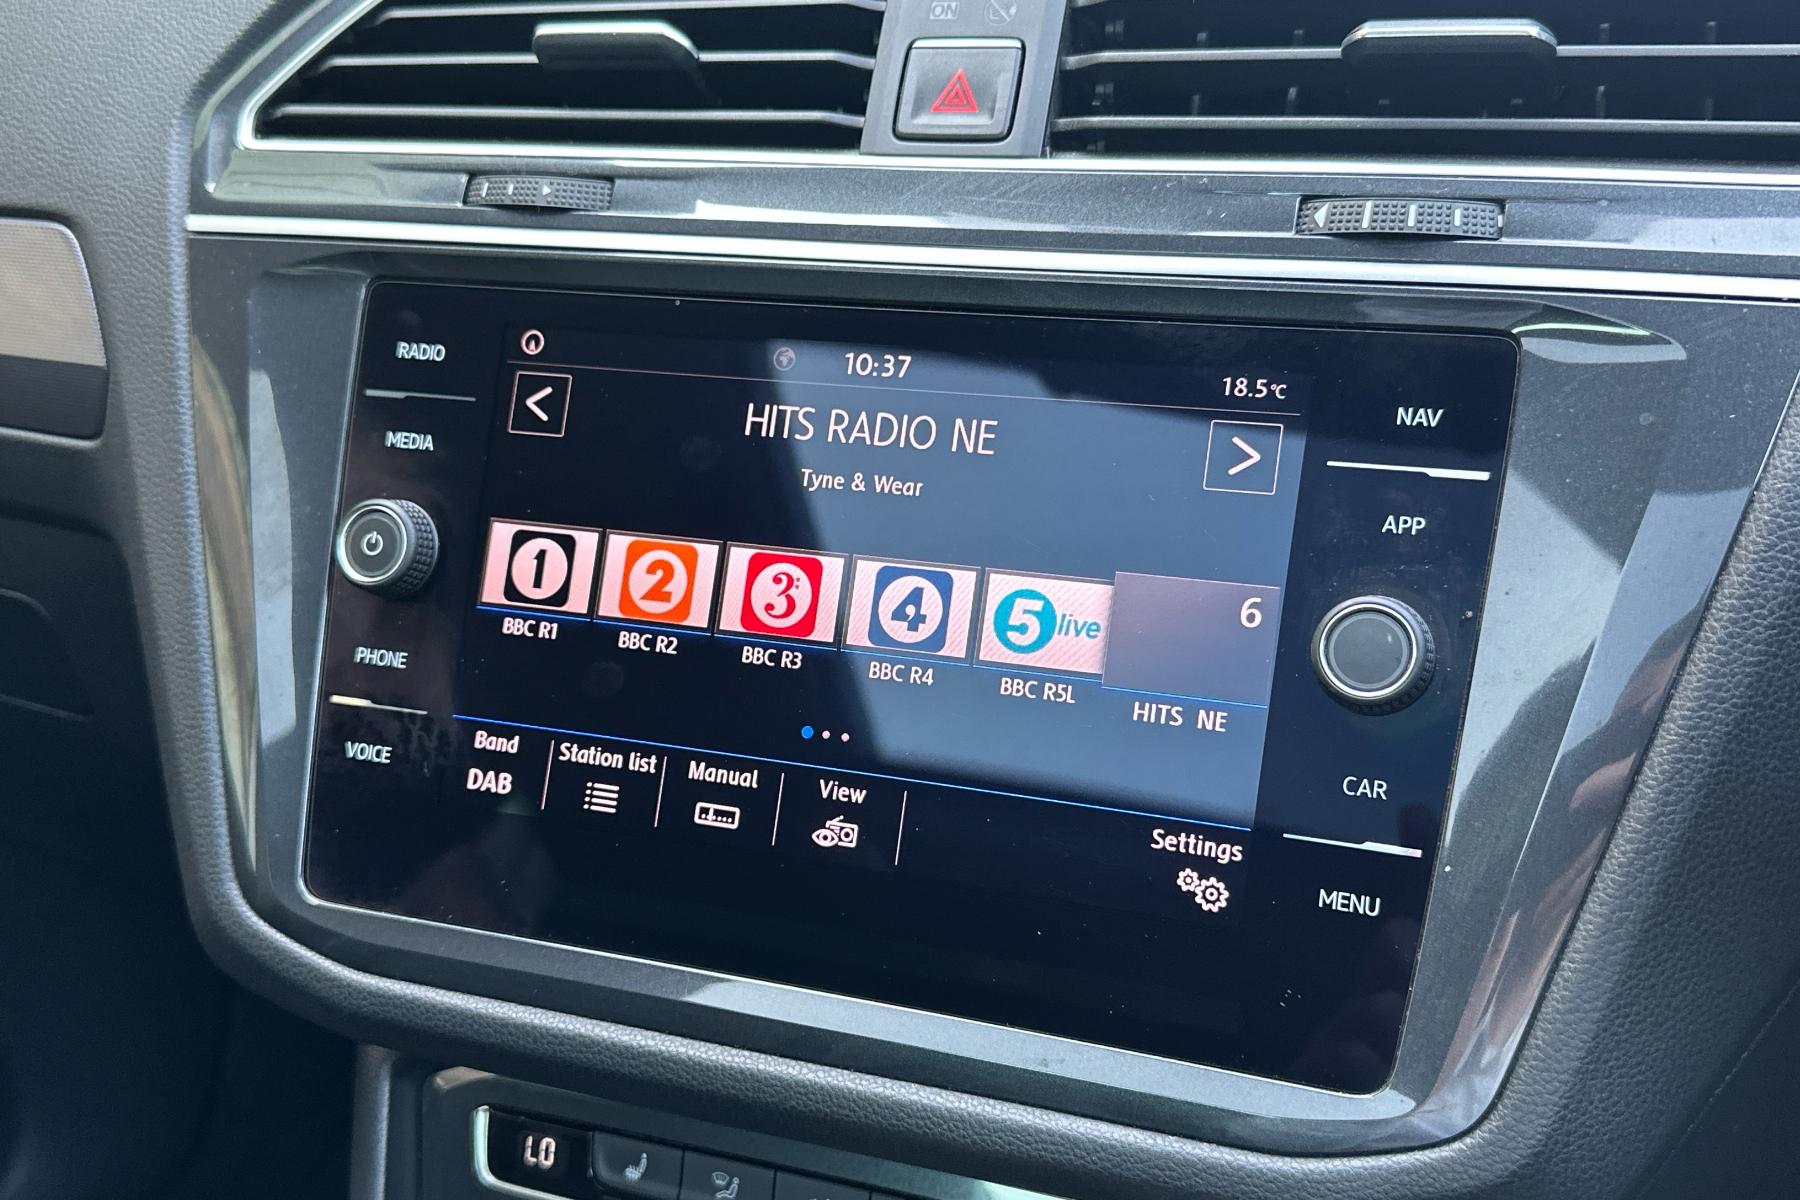 ON
RADIO
MEDIA
PHONE
VOICE
10:37
18.5°C
HITS RADIO NE
Tyne & Wear
1
2
3
4
5 live
6
BBC R1
BBC R2
BBC R3
BBC R4
BBC R5L
HITS NE
Band
DAB
Station list
Manual
View
Settings
NAV
APP
CAR
MENU
LO